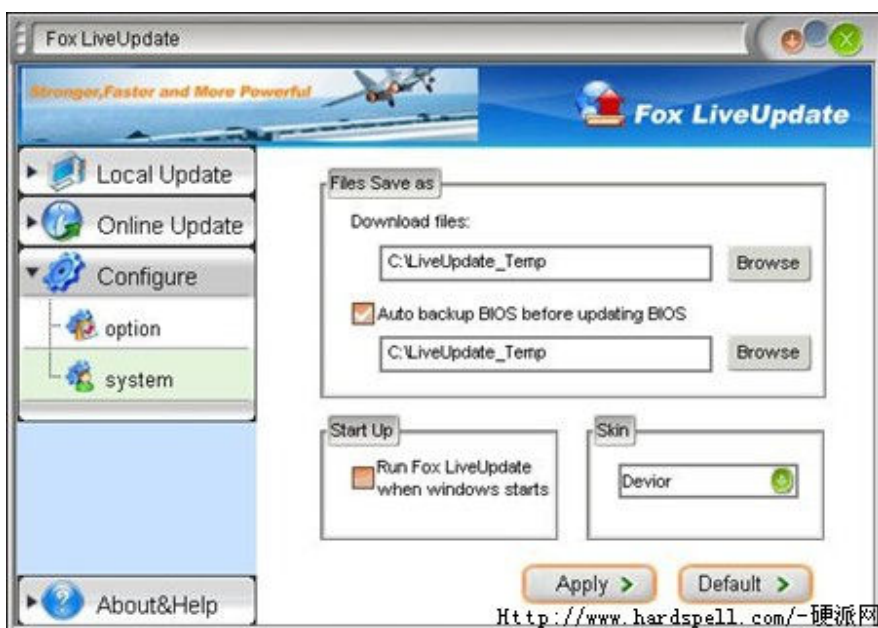 Fox LiveUpdate
Stronger,Faster and More Powerful
Fox LiveUpdate
Local Update
Online Update
Configure
option
system
About&Help
Files Save as
Download files:
C:\LiveUpdate_Temp
Browse
Auto backup BIOS before updating BIOS
C:\LiveUpdate_Temp
Browse
Start Up
Run Fox LiveUpdate
when windows starts
Skin
Devior
Apply >
Default >
Http://www.hardspell.com/-硬派网